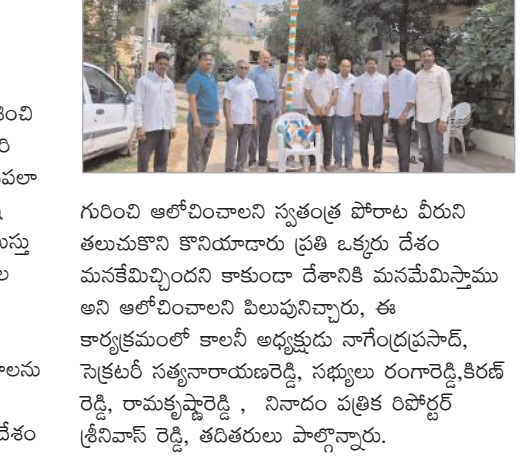 గురించి ఆలోచించాలని స్వతంత్ర పోరాట వీరుని
తలుచుకొని కొనియాడారు ప్రతి ఒక్కరు దేశం
మనకేమిచ్చిందని కాకుండా దేశానికి మనమేమిస్తాము
అని ఆలోచించాలని పిలుపునిచ్చారు, ఈ
కార్యక్రమంలో కాలనీ అధ్యక్షుడు నాగేంద్రప్రసాద్,
సెక్రటరీ సత్యనారాయణరెడ్డి, సభ్యులు రంగారెడ్డి,కిరణ్
రెడ్డి, రామకృష్ణారెడ్డి , నినాదం పత్రిక రిపోర్టర్
శ్రీనివాస్ రెడ్డి, తదితరులు పాల్గొన్నారు.
దేశం